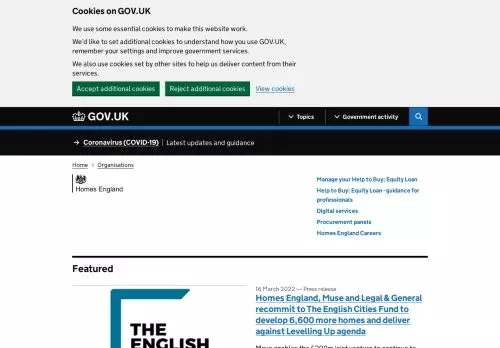 Cookies on GOV.UK
We use some essential cookies to make this website work.
We'd like to set additional cookies to understand how you use GOV.UK,
remember your settings and improve government services.
We also use cookies set by other sites to help us deliver content from their
services.
Accept additional cookies
Reject additional cookies
View cookies
GOV.UK
Topics
Government activity
→ Coronavirus (COVID-19) Latest updates and guidance
Home > Organisations
Homes England
Manage your Help to Buy: Equity Loan
Help to Buy: Equity Loan - guidance for
professionals
Digital services
Procurement panels
Homes England Careers
Featured
THE
ENGLISH
16 March 2022 — Press release
Homes England, Muse and Legal & General
recommit to The English Cities Fund to
develop 6,600 more homes and deliver
against Levelling Up agenda